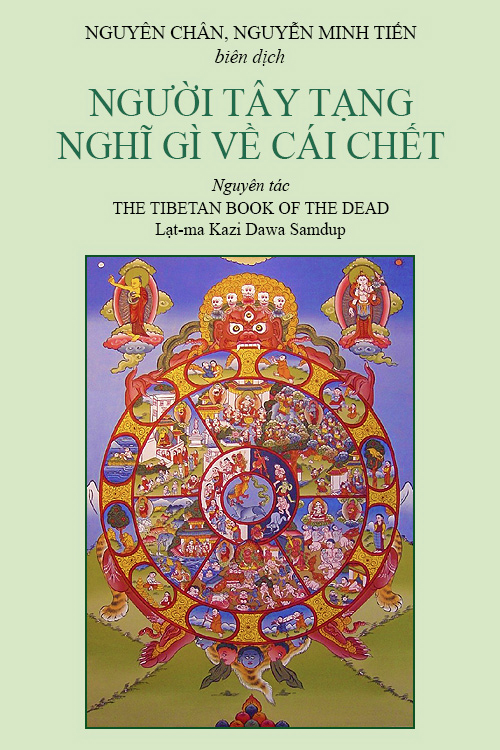 NGUYÊN CHÂN, NGUYỄN MINH TIẾN
biên dịch
NGƯỜI TÂY TẠNG
NGHĨ GÌ VỀ CÁI CHẾT
Nguyên tác
THE TIBETAN BOOK OF THE DEAD
Lạt-ma Kazi Dawa Samdup